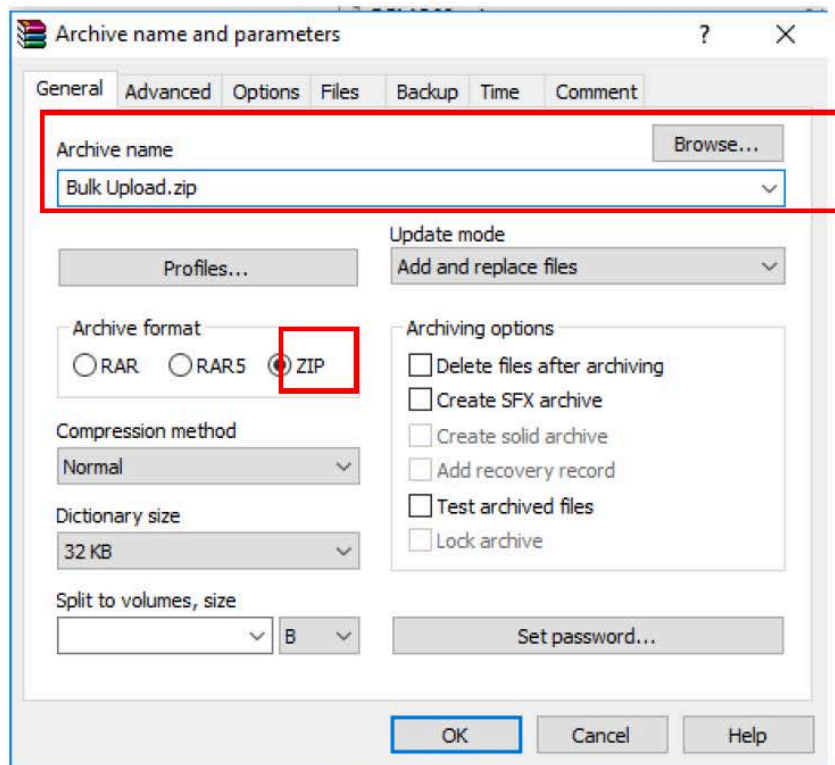 Archive name and parameters
?
General Advanced Options Files Backup Time Comment
Archive name
Browse...
Bulk Upload.zip
Update mode
Profiles...
Add and replace files
Archive format
RAR RAR5 ZIP
Archiving options
Delete files after archiving
Create SFX archive
Create solid archive
Add recovery record
Test archived files
Lock archive
Compression method
Normal
Dictionary size
32 KB
Split to volumes, size
B
Set password...
OK Cancel Help